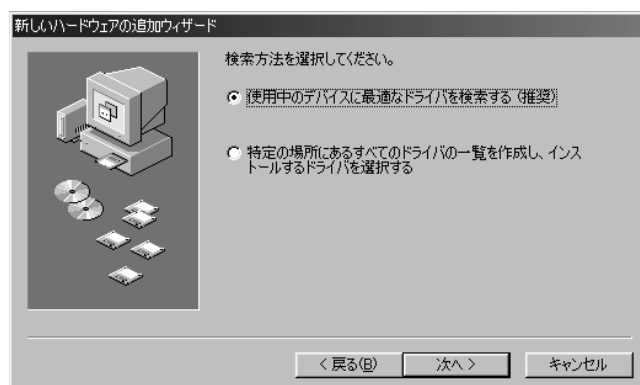 新しいハードウェアの追加ウィザード
検索方法を選択してください。
使用中のデバイスに最適なドライバを検索する（推奨）
特定の場所にあるすべてのドライバの一覧を作成し、インス
トールするドライバを選択する
< 戻る(B)
次へ >
キャンセル